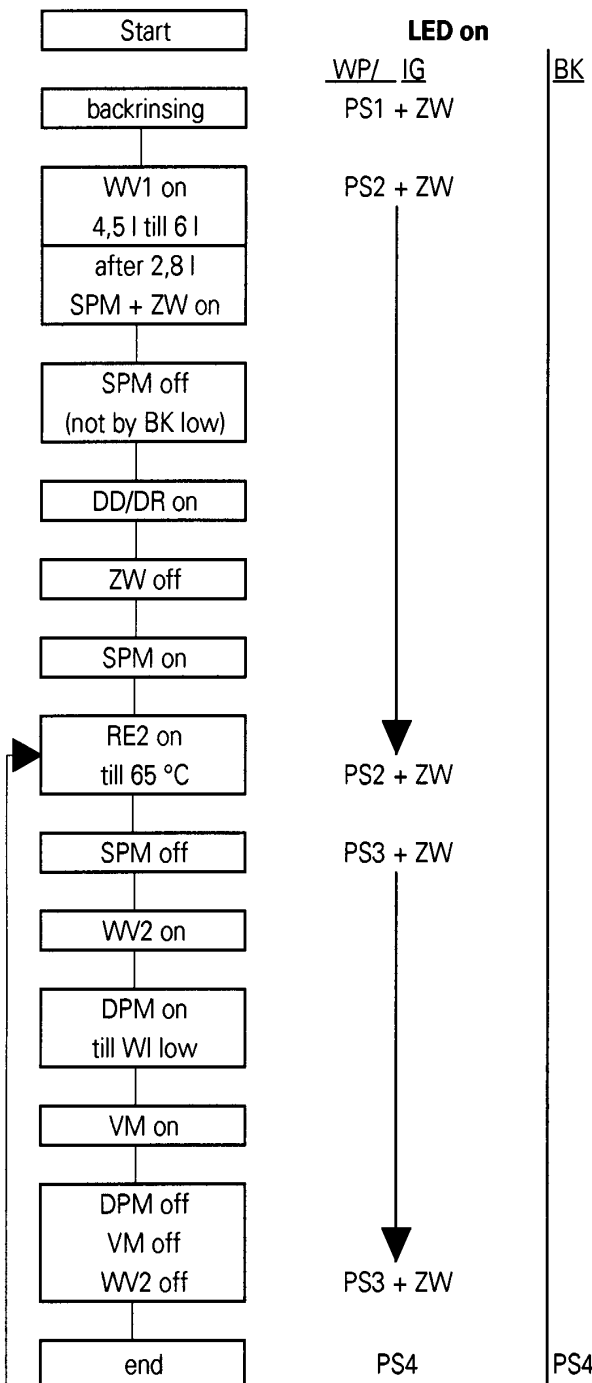 Start LED on
WP/ IG BK
backrinsing PS1 + ZW
WV1 on PS2 + ZW
4,5 l till 6 l
after 2,8 l
SPM + ZW on
SPM off
(not by BK low)
DD/DR on
ZW off
SPM on
RE2 on
till 65 °C PS2 + ZW
SPM off PS3 + ZW
WV2 on
DPM on
till WI low
VM on
DPM off
VM off
WV2 off PS3 + ZW
end PS4 PS4